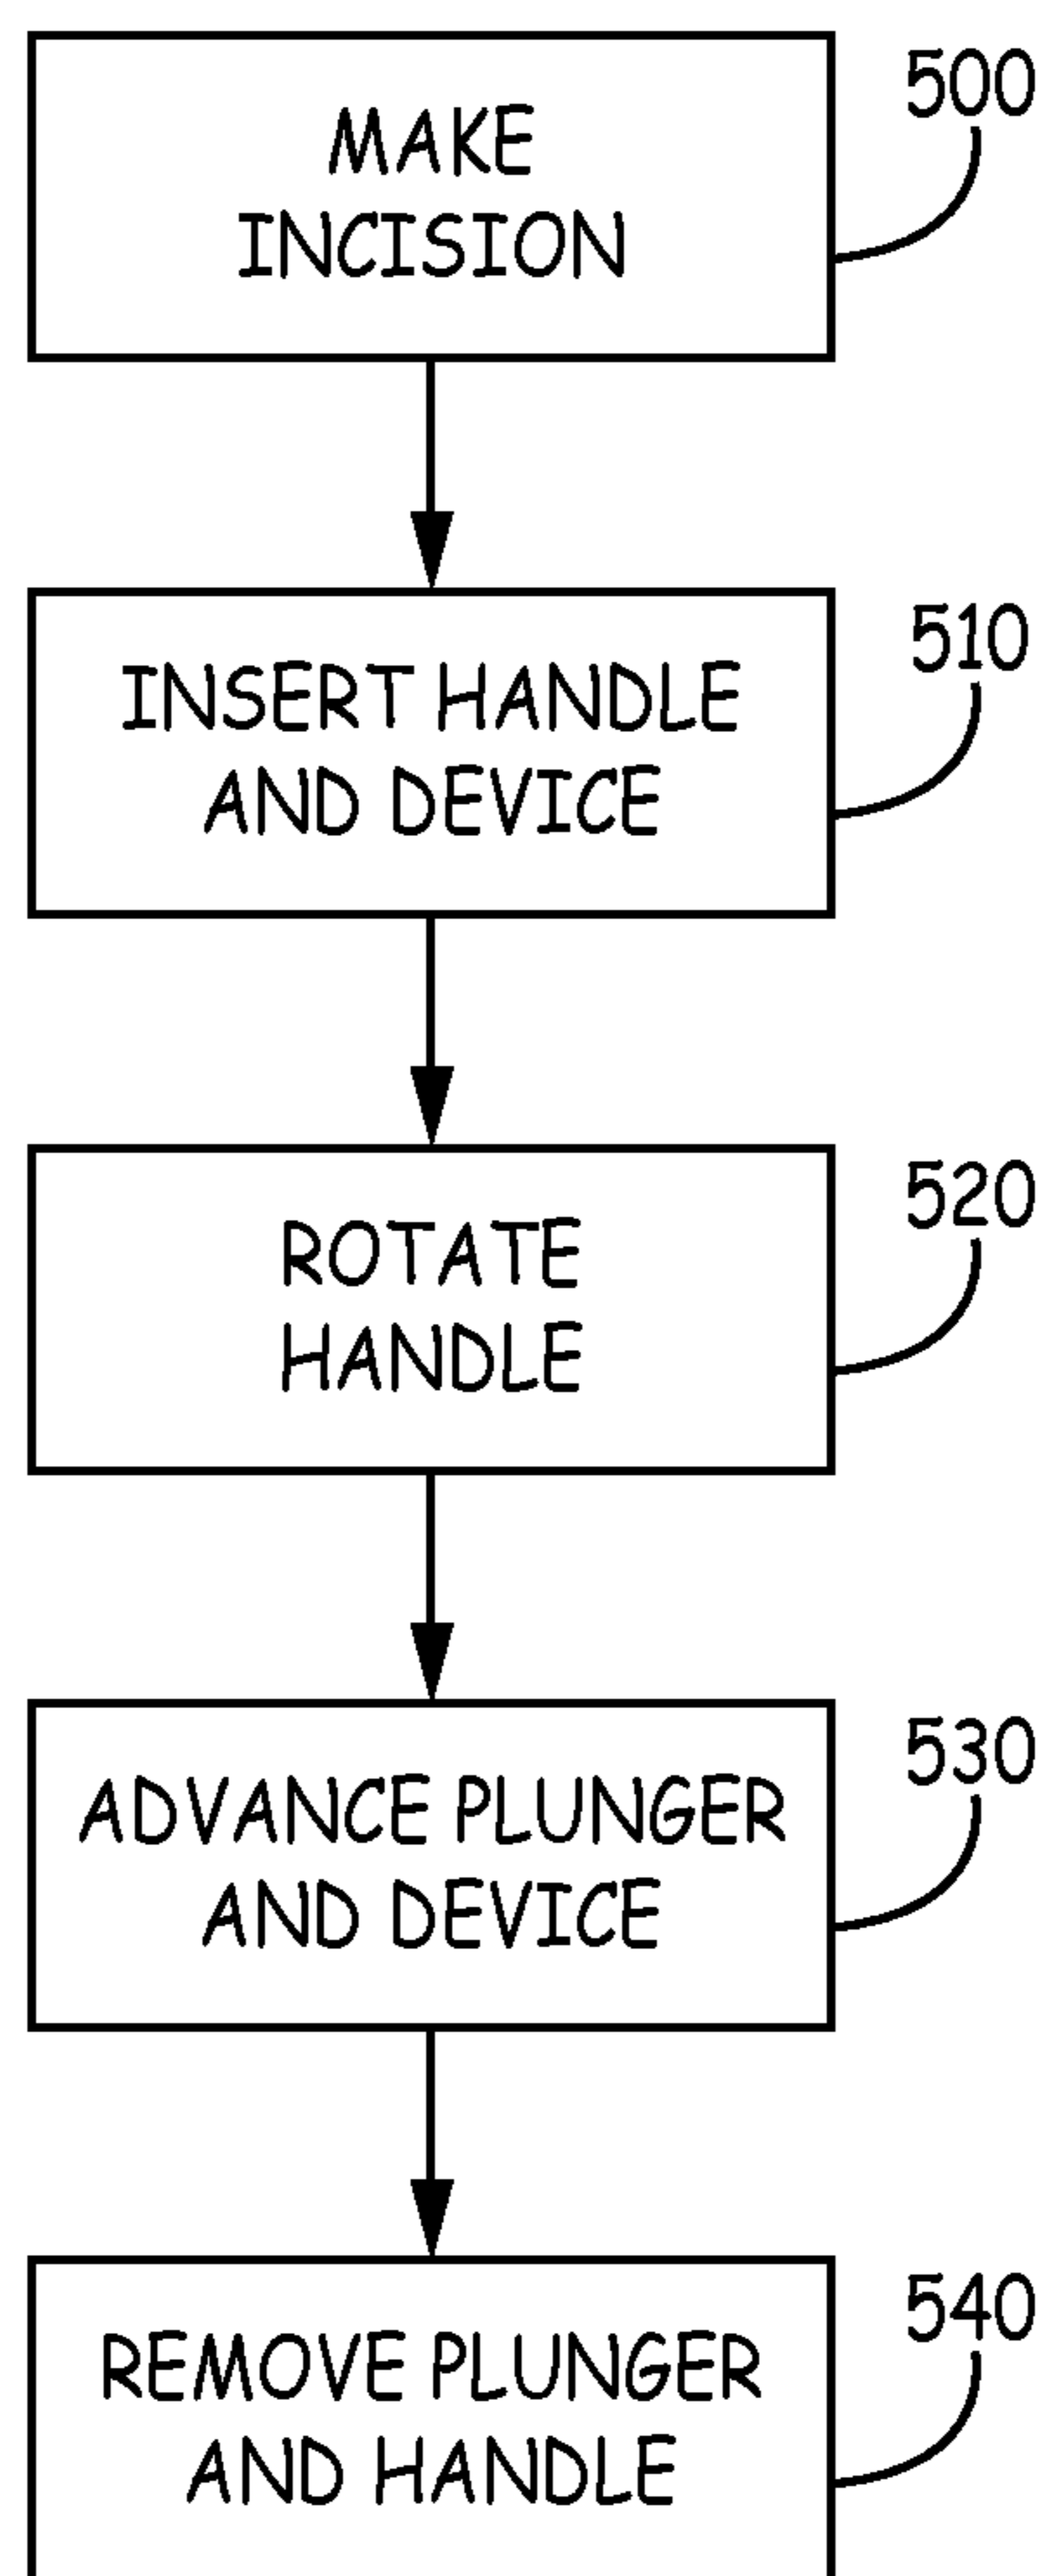 MAKE
INCISION
500
INSERT HANDLE
AND DEVICE
510
ROTATE
HANDLE
520
ADVANCE PLUNGER
AND DEVICE
530
REMOVE PLUNGER
AND HANDLE
540